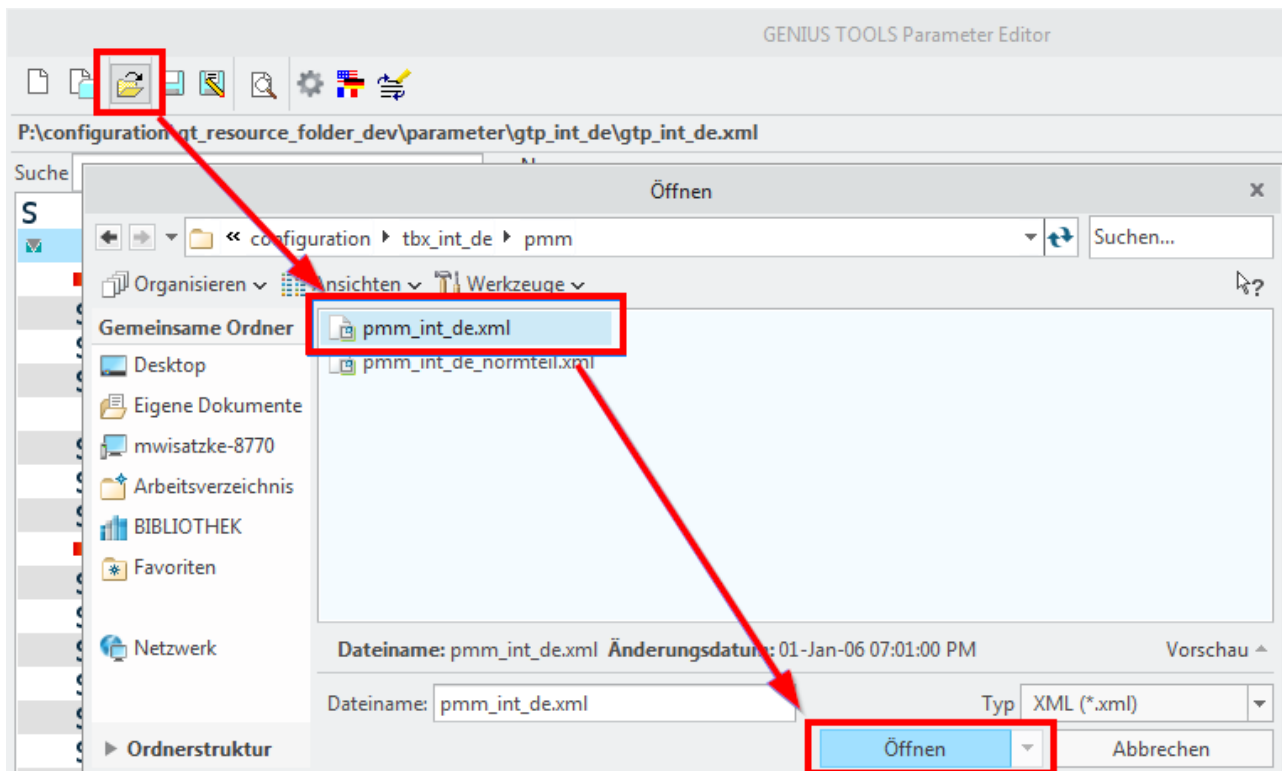 GENIUS TOOLS Parameter Editor
P:\configuration\gt_resource_folder_dev\parameter\gtp_int_de\gtp_int_de.xml
Suche
Öffnen
« configuration tbx_int_de pmm
Suchen...
Organisieren Ansichten Werkzeuge
Gemeinsame Ordner
pmm_int_de.xml
Desktop
pmm_int_de_normteil.xml
Eigene Dokumente
mwisatzke-8770
Arbeitsverzeichnis
BIBLIOTHEK
Favoriten
Netzwerk
Dateiname: pmm_int_de.xml Änderungsdatum: 01-Jan-06 07:01:00 PM
Vorschau
Dateiname: pmm_int_de.xml
Typ XML (*.xml)
Ordnerstruktur
Öffnen
Abbrechen